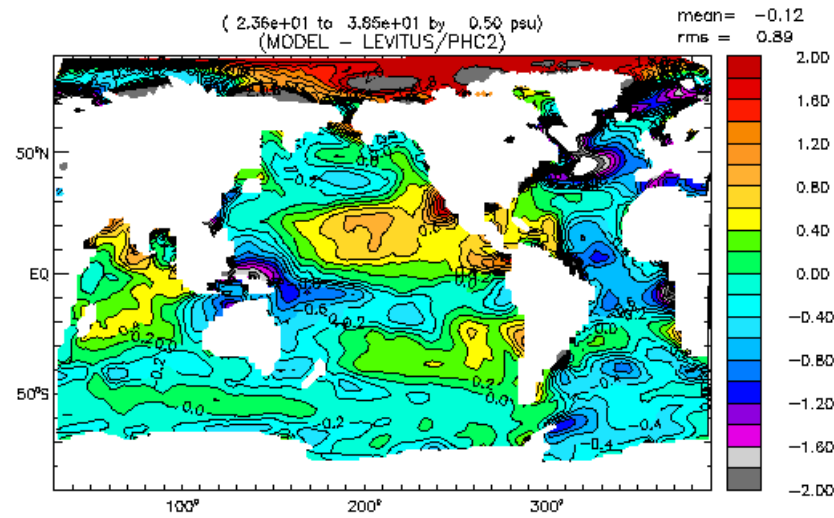 ( 2.36e+01 to 3.85e+01 by 0.50 psu)
(MODEL - LEVITUS/PHC2)
mean= -0.12
rms = 0.89
2.00
1.60
1.20
0.80
0.40
0.00
-0.40
-0.80
-1.20
-1.60
-2.00
50°N
EQ
50°S
100°
200°
300°